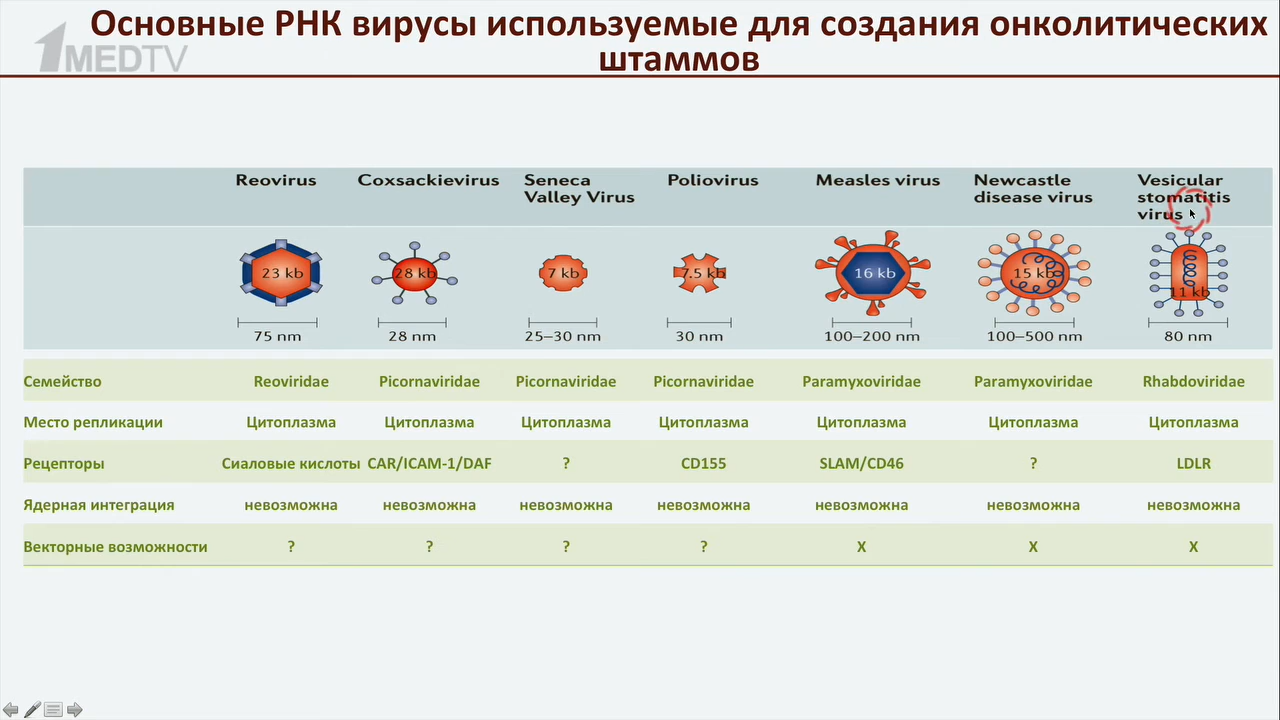 Основные РНК вирусы используемые для создания онколитических
штаммов
1MEDTV
Reovirus Coxsackievirus Seneca Poliovirus Measles virus Newcastle Vesicular
Valley Virus disease virus stomatitis
virus
23 kb 28 kb 7 kb 7.5 kb 16 kb 15 kb 11 kb
75 nm 28 nm 25–30 nm 30 nm 100–200 nm 100–500 nm 80 nm
Семейство Reoviridae Picornaviridae Picornaviridae Picornaviridae Paramyxoviridae Paramyxoviridae Rhabdoviridae
Место репликации Цитоплазма Цитоплазма Цитоплазма Цитоплазма Цитоплазма Цитоплазма Цитоплазма
Рецепторы Сиаловые кислоты CAR/ICAM-1/DAF ? CD155 SLAM/CD46 ? LDLR
Ядерная интеграция невозможна невозможна невозможна невозможна невозможна невозможна невозможна
Векторные возможности ? ? ? ? X X X